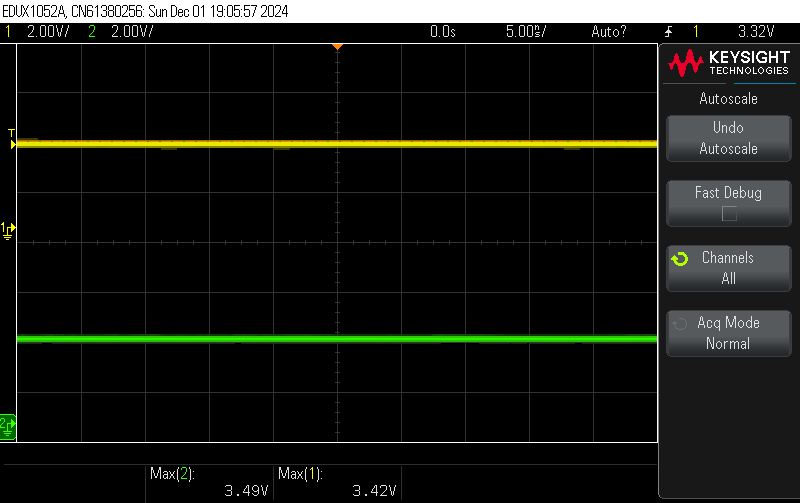 EDUX1052A, CN61380256: Sun Dec 01 19:05:57 2024
1 2.00V/ 2 2.00V/ 0.0s 5.00ms/ Auto? 1 3.32V
KEYSIGHT
TECHNOLOGIES
Autoscale
Undo
Autoscale
Fast Debug
Channels
All
Acq Mode
Normal
T
1
2
Max(2): Max(1):
3.49V 3.42V